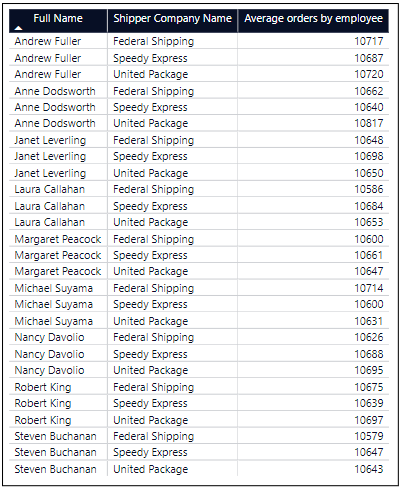 Full Name Shipper Company Name Average orders by employee
Andrew Fuller Federal Shipping 10717
Andrew Fuller Speedy Express 10687
Andrew Fuller United Package 10720
Anne Dodsworth Federal Shipping 10662
Anne Dodsworth Speedy Express 10640
Anne Dodsworth United Package 10817
Janet Leverling Federal Shipping 10648
Janet Leverling Speedy Express 10698
Janet Leverling United Package 10650
Laura Callahan Federal Shipping 10586
Laura Callahan Speedy Express 10684
Laura Callahan United Package 10653
Margaret Peacock Federal Shipping 10600
Margaret Peacock Speedy Express 10661
Margaret Peacock United Package 10647
Michael Suyama Federal Shipping 10714
Michael Suyama Speedy Express 10600
Michael Suyama United Package 10631
Nancy Davolio Federal Shipping 10626
Nancy Davolio Speedy Express 10688
Nancy Davolio United Package 10695
Robert King Federal Shipping 10675
Robert King Speedy Express 10639
Robert King United Package 10697
Steven Buchanan Federal Shipping 10579
Steven Buchanan Speedy Express 10647
Steven Buchanan United Package 10643